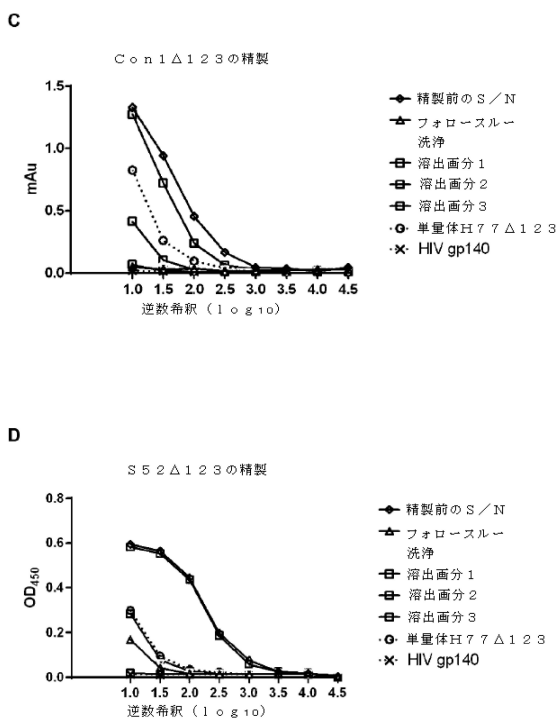 C
Con1Δ123の精製
1.5
1.0
0.5
0.0
mAu
1.0 1.5 2.0 2.5 3.0 3.5 4.0 4.5
逆数希釈（log₁₀）
精製前のS／N
フォロースルー
洗浄
溶出画分1
溶出画分2
溶出画分3
単量体H77Δ123
HIV gp140
D
S52Δ123の精製
0.8
0.6
0.4
0.2
0.0
OD₄₅₀
1.0 1.5 2.0 2.5 3.0 3.5 4.0 4.5
逆数希釈（log₁₀）
精製前のS／N
フォロースルー
洗浄
溶出画分1
溶出画分2
溶出画分3
単量体H77Δ123
HIV gp140